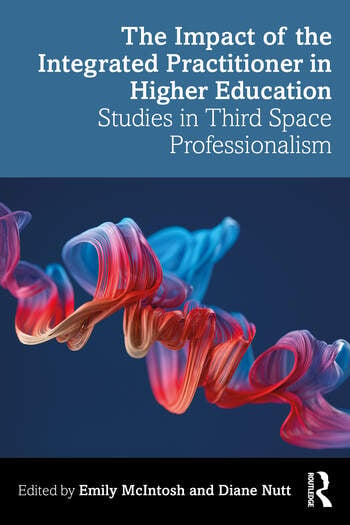 The Impact of the
Integrated Practitioner in
Higher Education
Studies in Third Space
Professionalism
Edited by Emily McIntosh and Diane Nutt
ROUTLEDGE